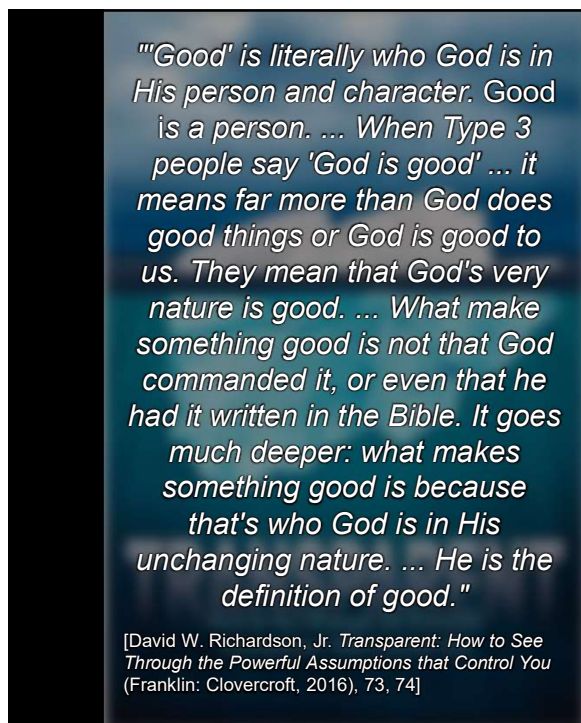 "'Good' is literally who God is in
His person and character. Good
is a person. ... When Type 3
people say 'God is good' ... it
means far more than God does
good things or God is good to
us. They mean that God's very
nature is good. ... What make
something good is not that God
commanded it, or even that he
had it written in the Bible. It goes
much deeper: what makes
something good is because
that's who God is in His
unchanging nature. ... He is the
definition of good."
[David W. Richardson, Jr. Transparent: How to See
Through the Powerful Assumptions that Control You
(Franklin: Clovercroft, 2016), 73, 74]